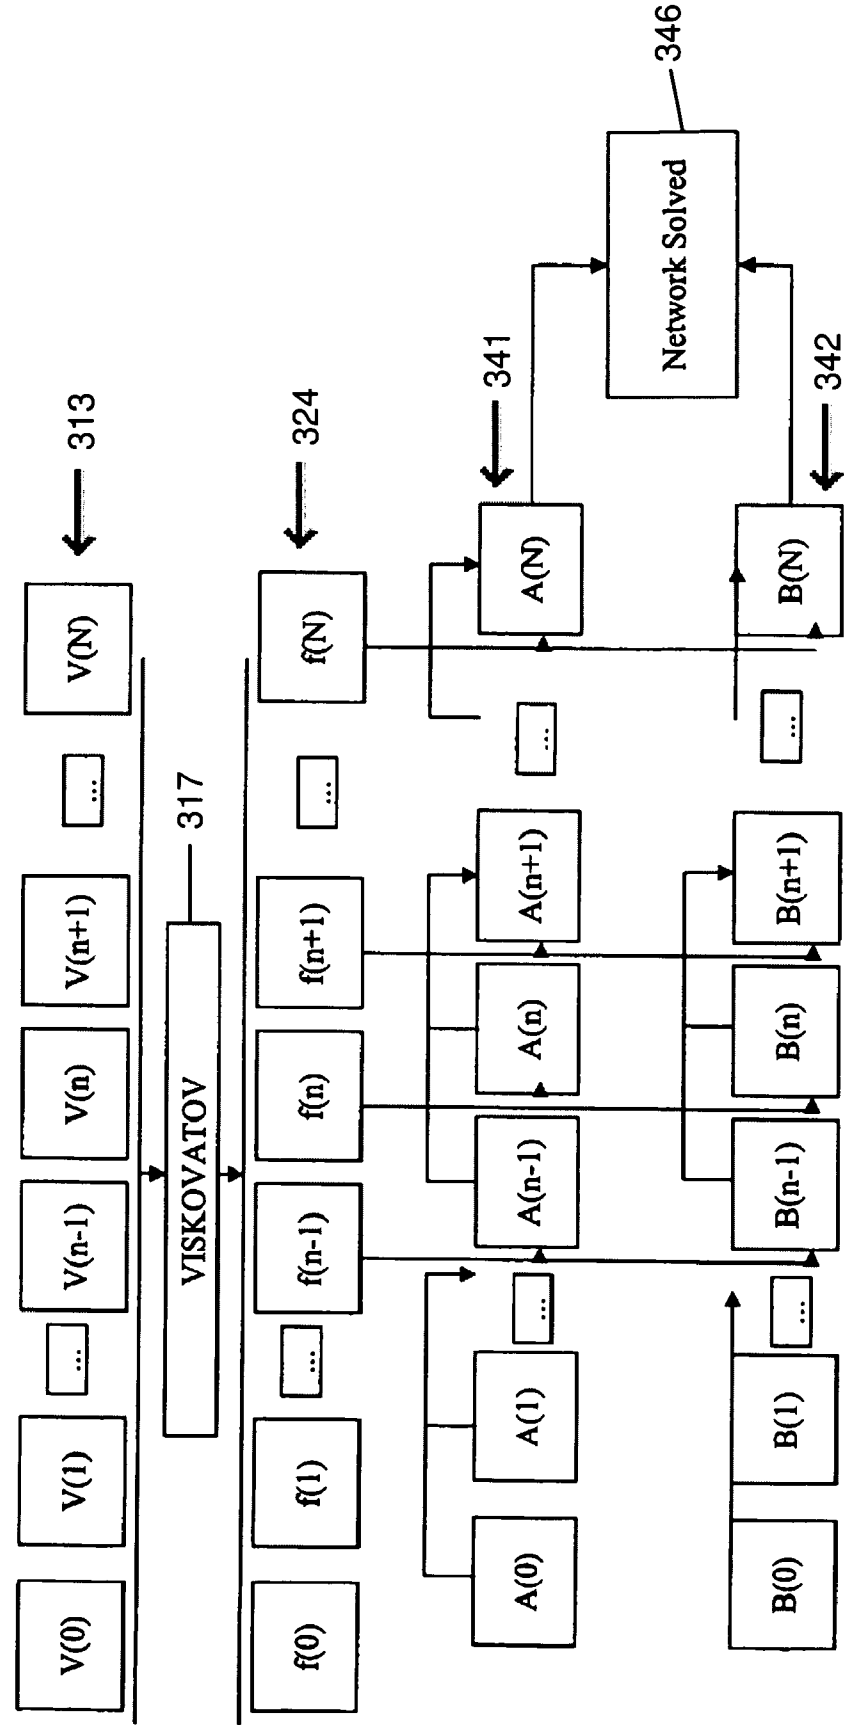 V(0) V(1) ... V(n-1) V(n) V(n+1) ... V(N) 313
VISKOVATOV 317
f(0) f(1) ... f(n-1) f(n) f(n+1) ... f(N) 324
A(0) A(1) ... A(n-1) A(n) A(n+1) ... A(N) 341
Network Solved 346
B(0) B(1) ... B(n-1) B(n) B(n+1) ... B(N) 342